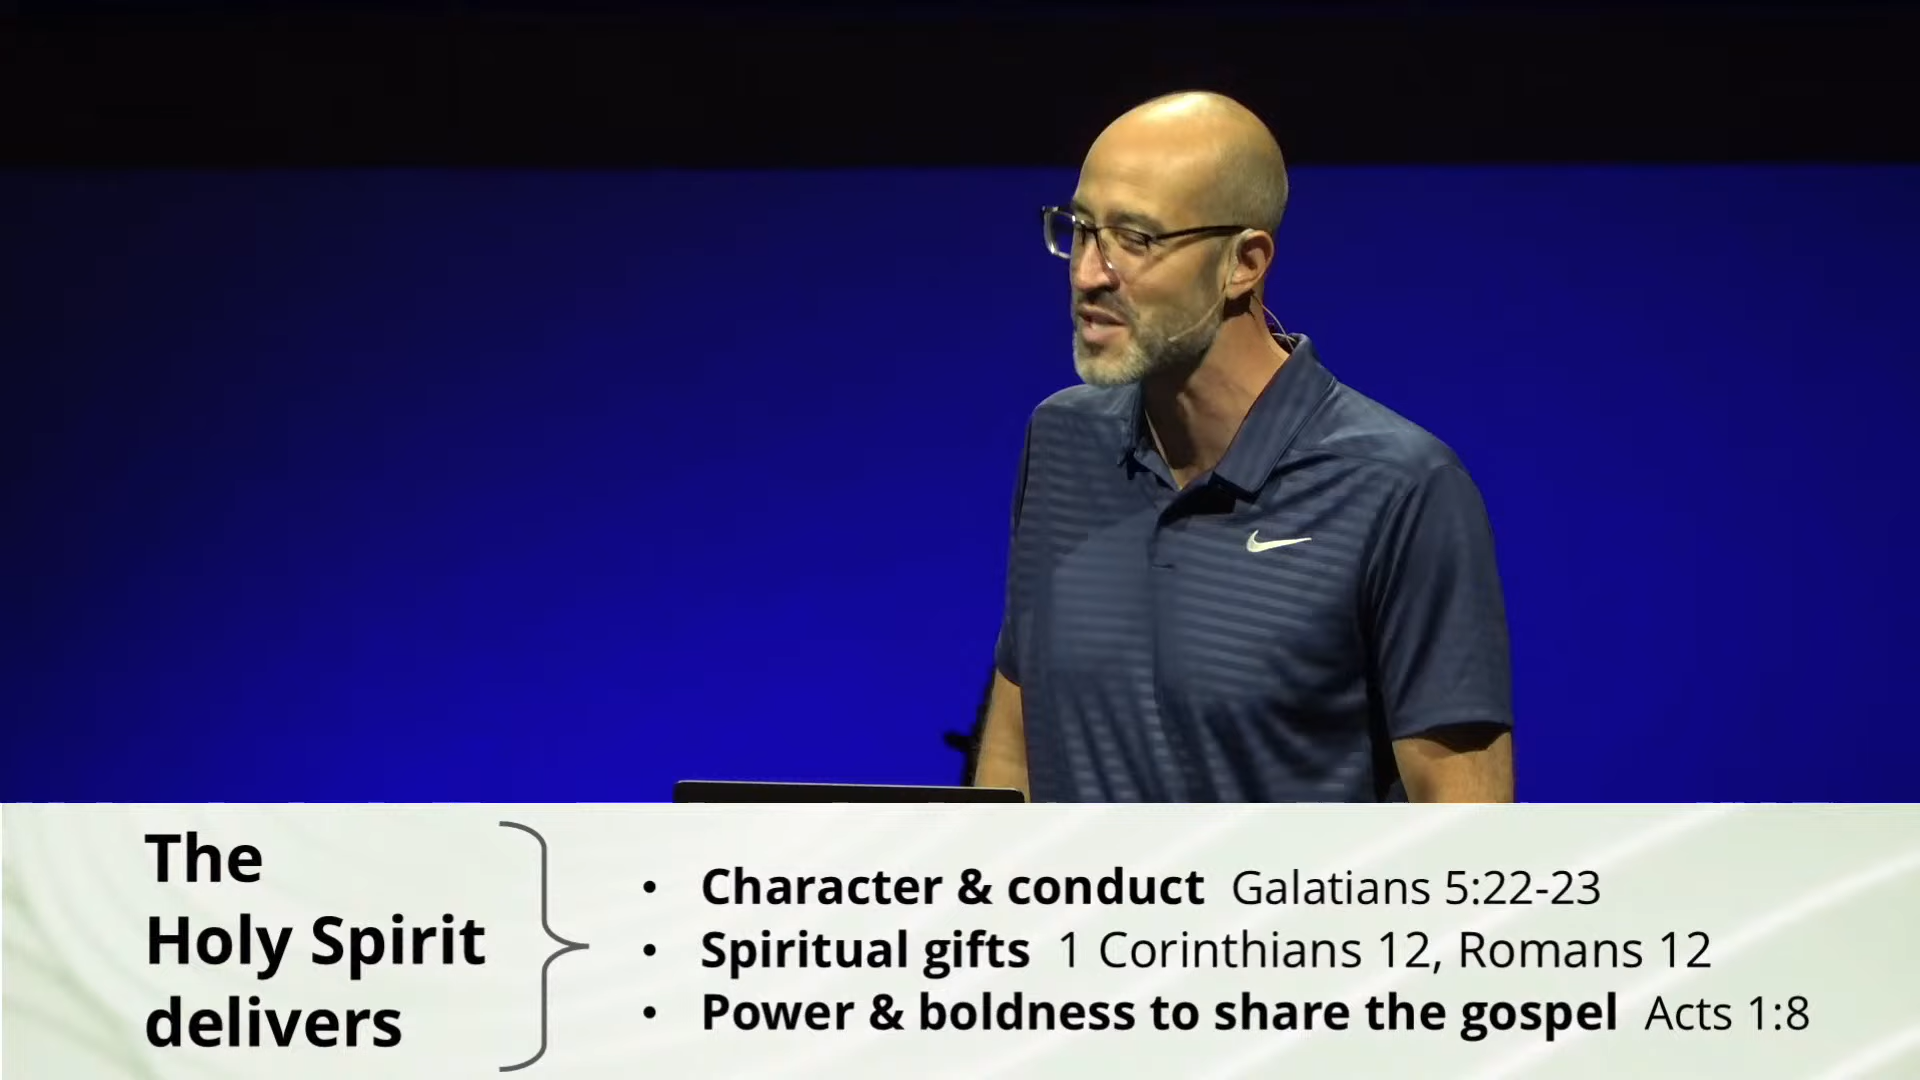 The
Holy Spirit
delivers
• Character & conduct Galatians 5:22-23
• Spiritual gifts 1 Corinthians 12, Romans 12
• Power & boldness to share the gospel Acts 1:8